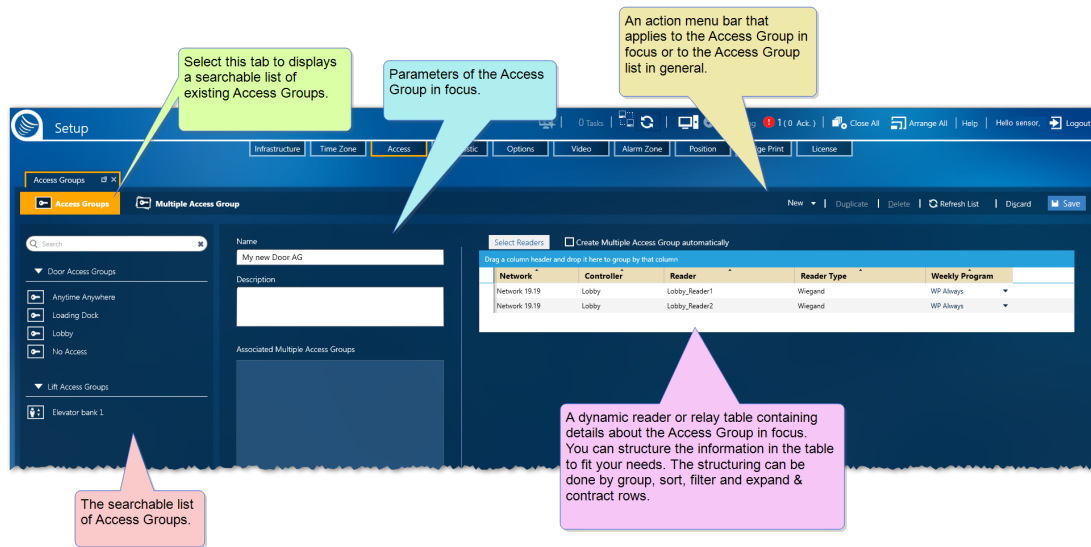 An action menu bar that
applies to the Access Group in
focus or to the Access Group
list in general.
Select this tab to displays
a searchable list of
existing Access Groups.
Parameters of the Access
Group in focus.
Setup
0 Tasks
1 ( 0 Ack. )
Close All
Arrange All
Help
Hello sensor,
Logout
Infrastructure
Time Zone
Access
Options
Video
Alarm Zone
Position
Print
License
Access Groups
Access Groups
Multiple Access Group
New
Duplicate
Delete
Refresh List
Discard
Save
Search
Door Access Groups
Anytime Anywhere
Loading Dock
Lobby
No Access
Lift Access Groups
Elevator bank 1
Name
My new Door AG
Description
Associated Multiple Access Groups
Select Readers
Create Multiple Access Group automatically
Drag a column header and drop it here to group by that column
Network Controller Reader Reader Type Weekly Program
Network 19.19 Lobby Lobby_Reader1 Wiegand WP Always
Network 19.19 Lobby Lobby_Reader2 Wiegand WP Always
A dynamic reader or relay table containing
details about the Access Group in focus.
You can structure the information in the table
to fit your needs. The structuring can be
done by group, sort, filter and expand &
contract rows.
The searchable list
of Access Groups.